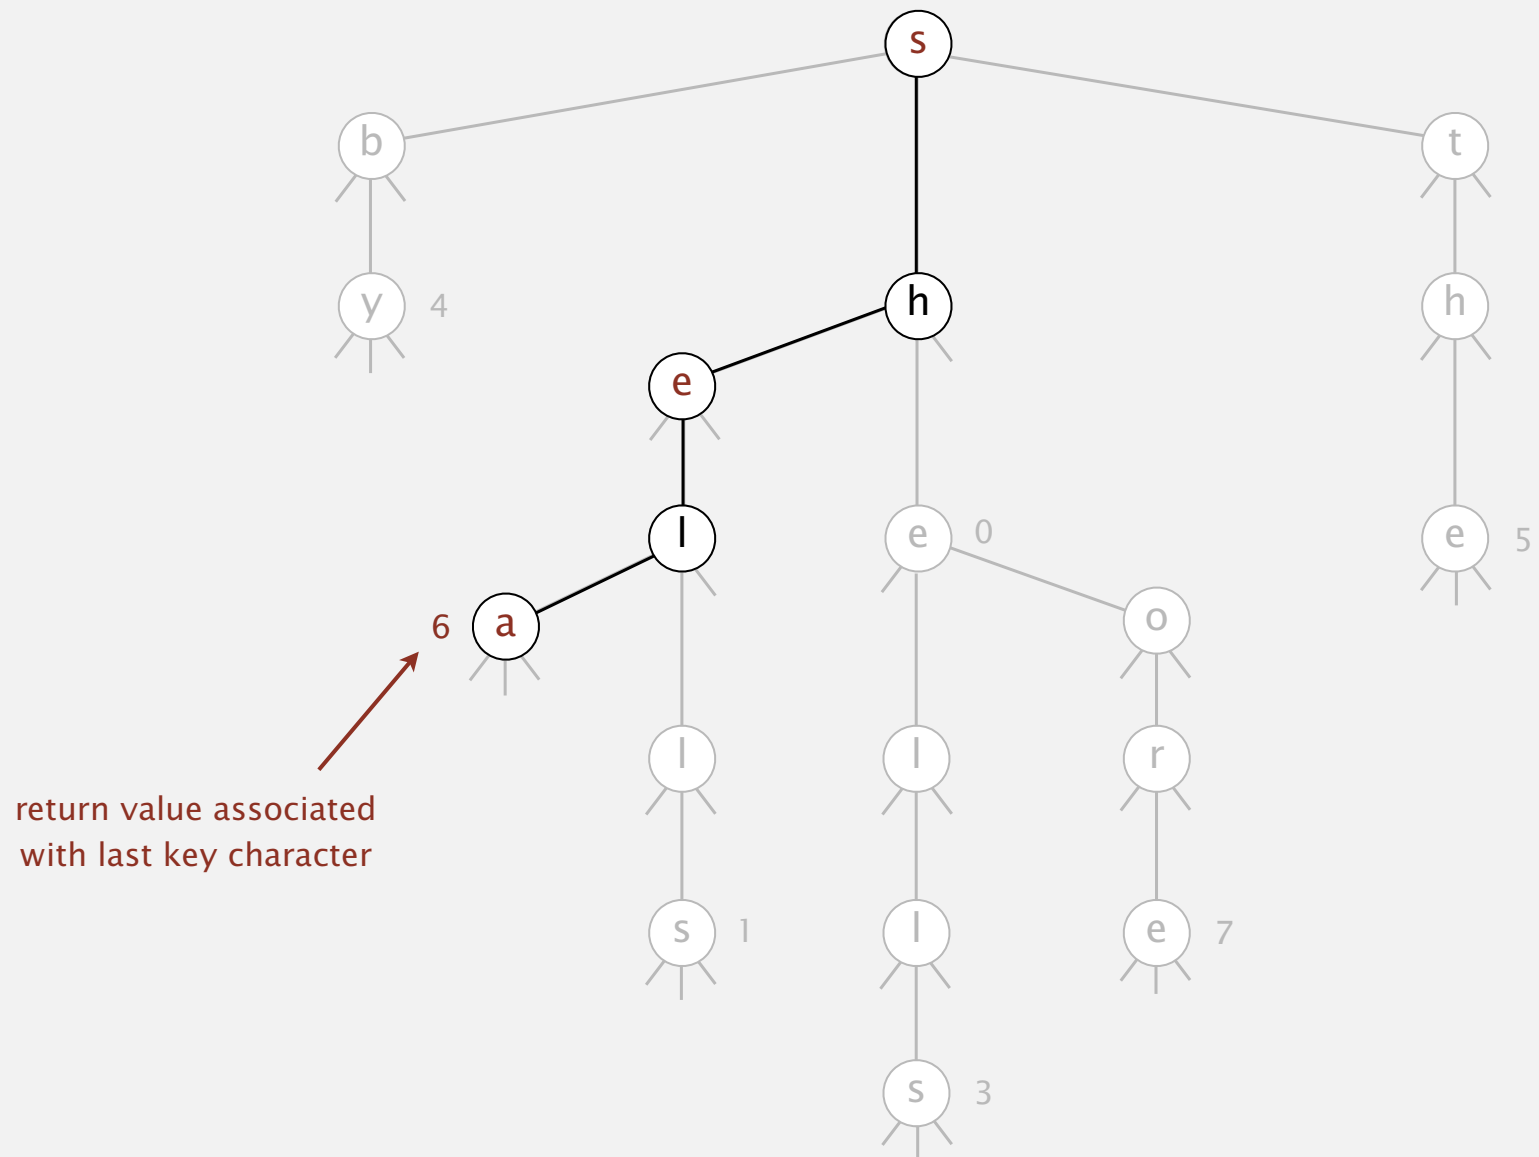 s
b
t
y 4
h
h
e
l
e 0
e 5
6 a
o
l
l
r
return value associated
with last key character
s 1
l
e 7
s 3